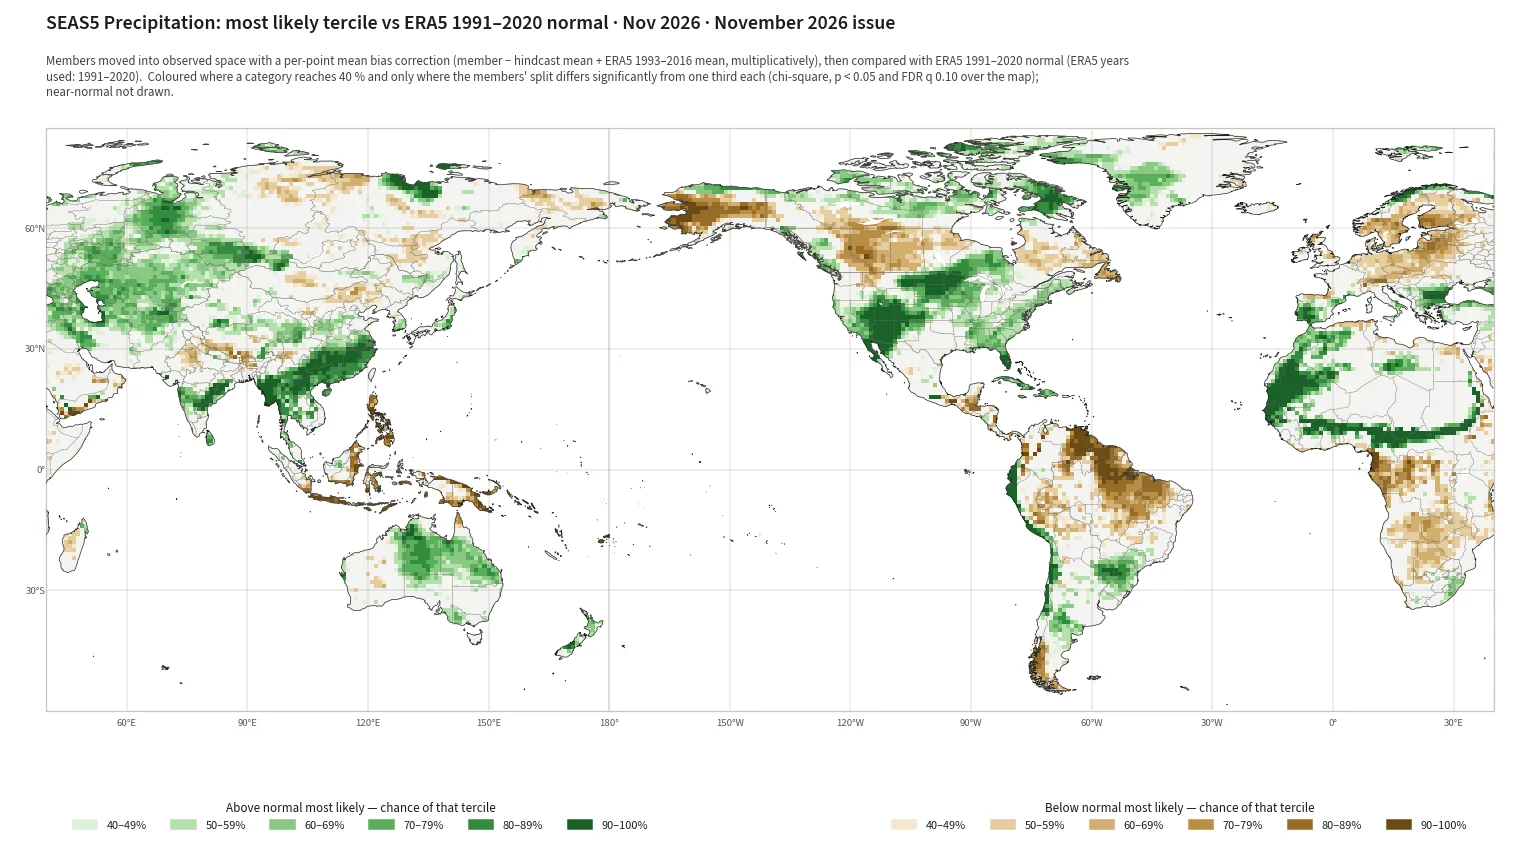 SEAS5 Precipitation: most likely tercile vs ERA5 1991–2020 normal · Nov 2026 · November 2026 issue
Members moved into observed space with a per-point mean bias correction (member − hindcast mean + ERA5 1993–2016 mean, multiplicatively), then compared with ERA5 1991–2020 normal (ERA5 years
used: 1991–2020). Coloured where a category reaches 40 % and only where the members' split differs significantly from one third each (chi-square, p < 0.05 and FDR q 0.10 over the map);
near-normal not drawn.
60°N
30°N
0°
30°S
60°E 90°E 120°E 150°E 180° 150°W 120°W 90°W 60°W 30°W 0° 30°E
Above normal most likely — chance of that tercile
40–49% 50–59% 60–69% 70–79% 80–89% 90–100%
Below normal most likely — chance of that tercile
40–49% 50–59% 60–69% 70–79% 80–89% 90–100%